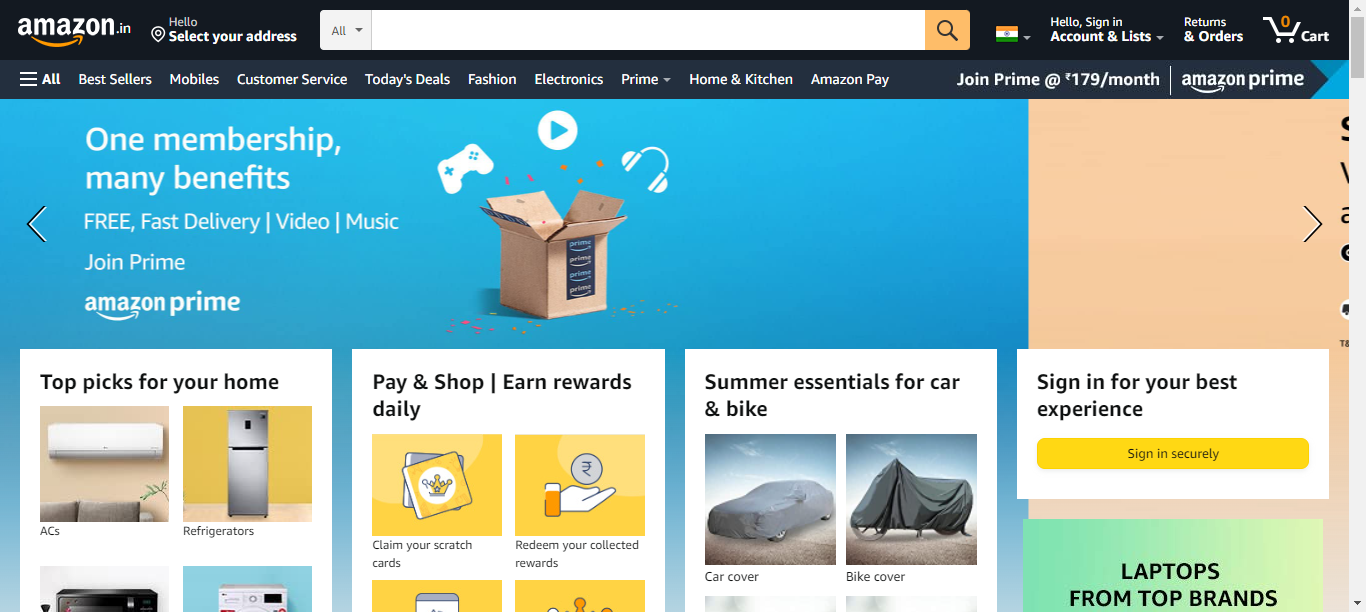 amazon.in
Hello
Select your address
All
Hello, Sign in
Account & Lists
Returns
& Orders
0
Cart
All
Best Sellers
Mobiles
Customer Service
Today's Deals
Fashion
Electronics
Prime
Home & Kitchen
Amazon Pay
Join Prime @ ₹179/month
amazon prime
One membership,
many benefits
FREE, Fast Delivery | Video | Music
Join Prime
amazon prime
prime
prime
prime
prime
Top picks for your home
ACs
Refrigerators
Pay & Shop | Earn rewards
daily
₹
Claim your scratch
cards
Redeem your collected
rewards
Summer essentials for car
& bike
Car cover
Bike cover
Sign in for your best
experience
Sign in securely
LAPTOPS
FROM TOP BRANDS